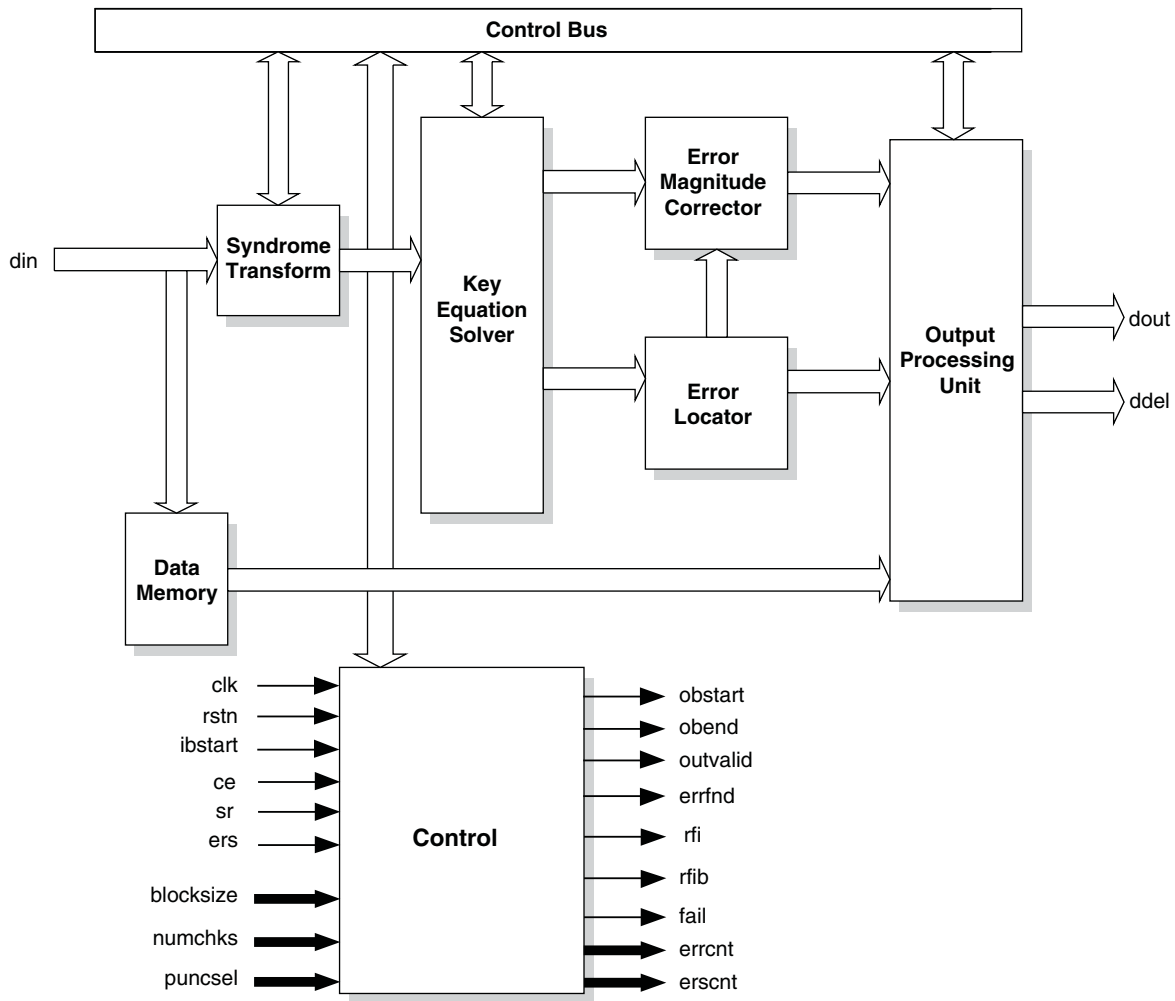 Control Bus
din
Syndrome
Transform
Key
Equation
Solver
Error
Magnitude
Corrector
Error
Locator
Output
Processing
Unit
dout
ddel
Data
Memory
clk
rstn
ibstart
ce
sr
ers
blocksize
numchks
puncsel
Control
obstart
obend
outvalid
errfnd
rfi
rfib
fail
errcnt
erscnt